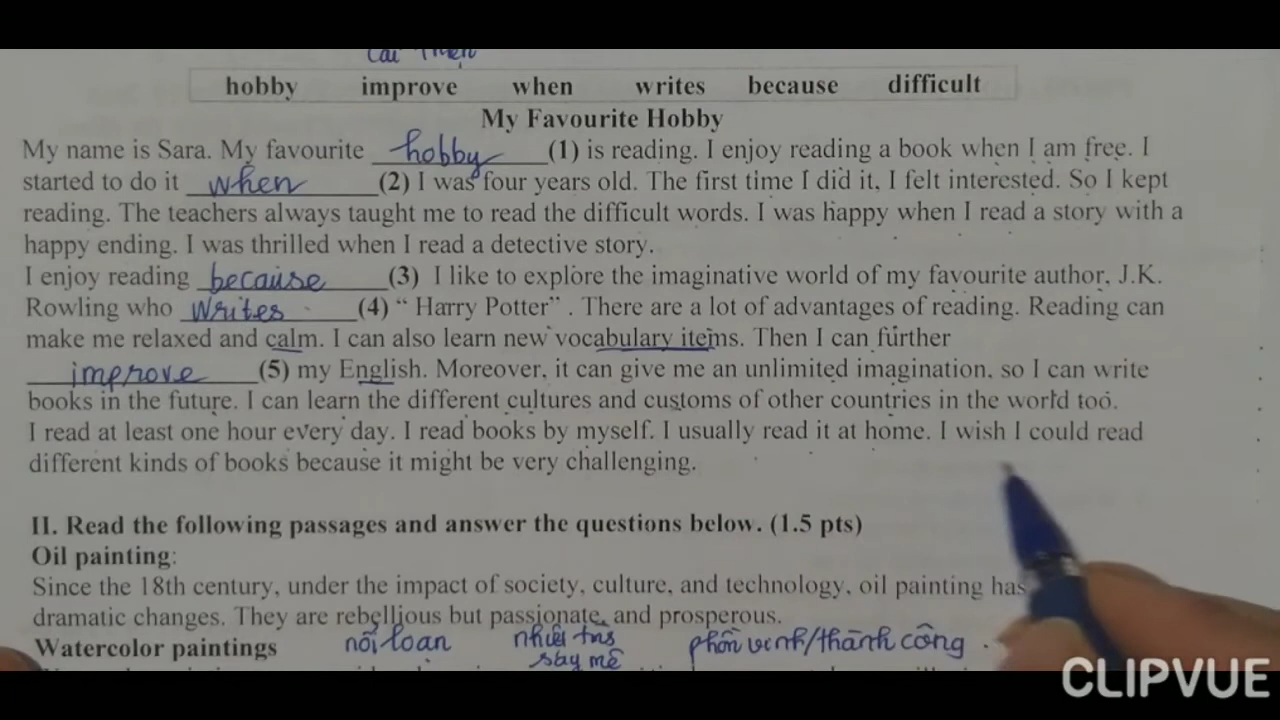 cải thiện
hobby improve when writes because difficult
My Favourite Hobby
My name is Sara. My favourite hobby (1) is reading. I enjoy reading a book when I am free. I
started to do it when (2) I was four years old. The first time I did it, I felt interested. So I kept
reading. The teachers always taught me to read the difficult words. I was happy when I read a story with a
happy ending. I was thrilled when I read a detective story.
I enjoy reading because (3) I like to explore the imaginative world of my favourite author, J.K.
Rowling who writes (4) “ Harry Potter” . There are a lot of advantages of reading. Reading can
make me relaxed and calm. I can also learn new vocabulary items. Then I can further
improve (5) my English. Moreover, it can give me an unlimited imagination, so I can write
books in the future. I can learn the different cultures and customs of other countries in the world too.
I read at least one hour every day. I read books by myself. I usually read it at home. I wish I could read
different kinds of books because it might be very challenging.
II. Read the following passages and answer the questions below. (1.5 pts)
Oil painting:
Since the 18th century, under the impact of society, culture, and technology, oil painting has
dramatic changes. They are rebellious but passionate, and prosperous.
Watercolor paintings nổi loạn say mê phồn vinh/thành công
CLIPVUE